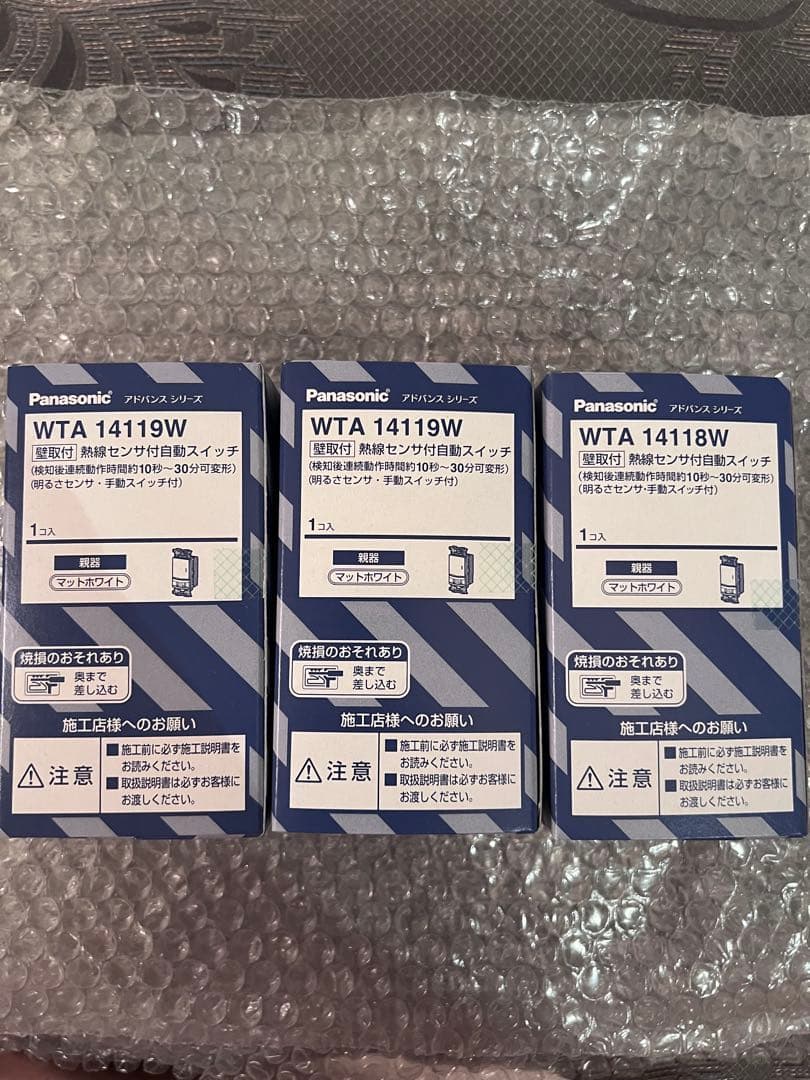 Panasonic® アドバンス シリーズ
WTA 14119W
壁取付 熱線センサ付自動スイッチ
(検知後連続動作時間約10秒〜30分可変形)
(明るさセンサ・手動スイッチ付)
1コ入
親器
マットホワイト
焼損のおそれあり
奥まで
差し込む
施工店様へのお願い
注意
■施工前に必ず施工説明書を
お読みください。
■取扱説明書は必ずお客様に
お渡しください。
Panasonic® アドバンス シリーズ
WTA 14119W
壁取付 熱線センサ付自動スイッチ
(検知後連続動作時間約10秒〜30分可変形)
(明るさセンサ・手動スイッチ付)
1コ入
親器
マットホワイト
焼損のおそれあり
奥まで
差し込む
施工店様へのお願い
注意
■施工前に必ず施工説明書を
お読みください。
■取扱説明書は必ずお客様に
お渡しください。
Panasonic® アドバンス シリーズ
WTA 14118W
壁取付 熱線センサ付自動スイッチ
(検知後連続動作時間約10秒〜30分可変形)
(明るさセンサ・手動スイッチ付)
1コ入
親器
マットホワイト
焼損のおそれあり
奥まで
差し込む
施工店様へのお願い
注意
■施工前に必ず施工説明書を
お読みください。
■取扱説明書は必ずお客様に
お渡しください。